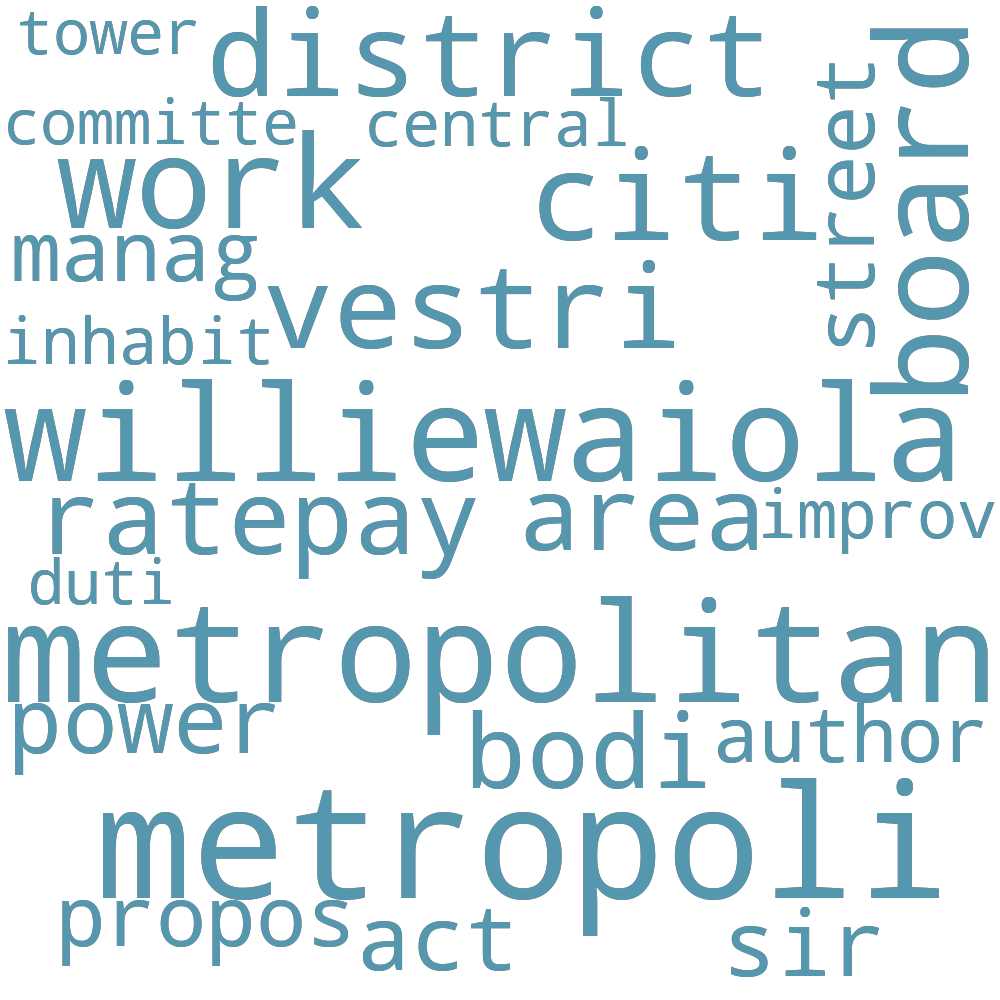 tower
district
board
street
committe
central
work
citi
manag
vestri
inhabit
williewaiola
ratepay
area
improv
duti
metropolitan
power
bodi
author
metropoli
propos
act
sir